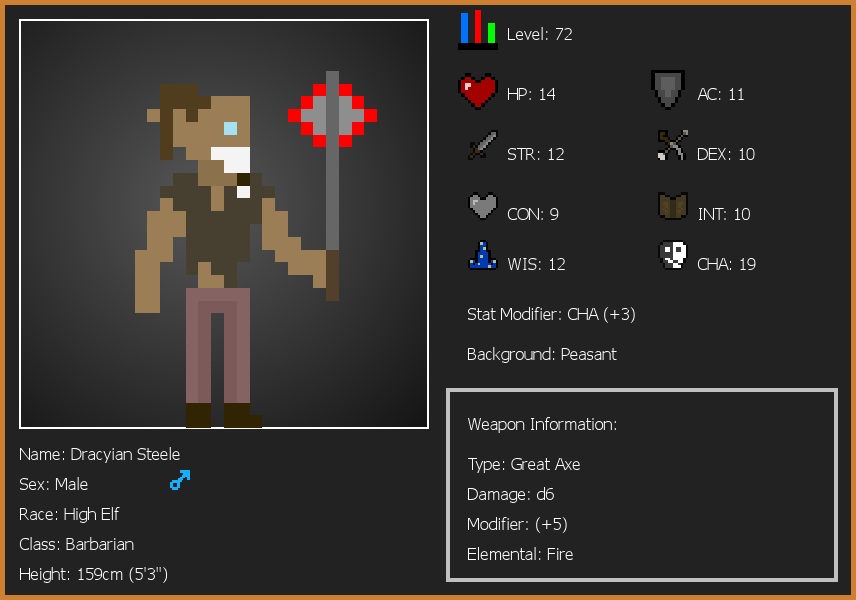 Level: 72
HP: 14
AC: 11
STR: 12
DEX: 10
CON: 9
INT: 10
WIS: 12
CHA: 19
Stat Modifier: CHA (+3)
Background: Peasant
Weapon Information:
Type: Great Axe
Damage: d6
Modifier: (+5)
Elemental: Fire
Name: Dracyian Steele
Sex: Male
Race: High Elf
Class: Barbarian
Height: 159cm (5'3")